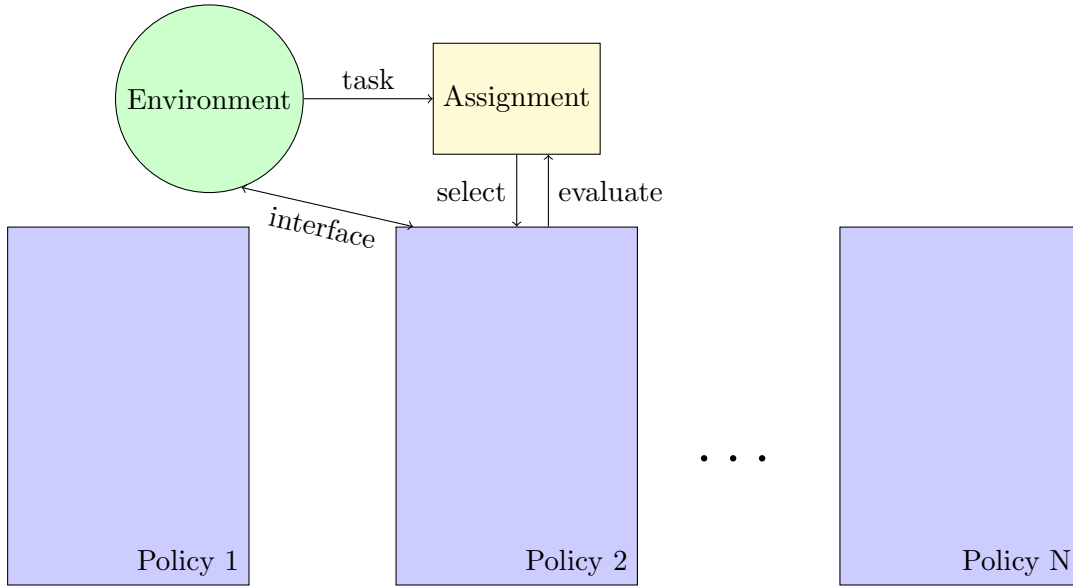 task
Environment
Assignment
select
evaluate
interface
. . .
Policy 1
Policy 2
Policy N